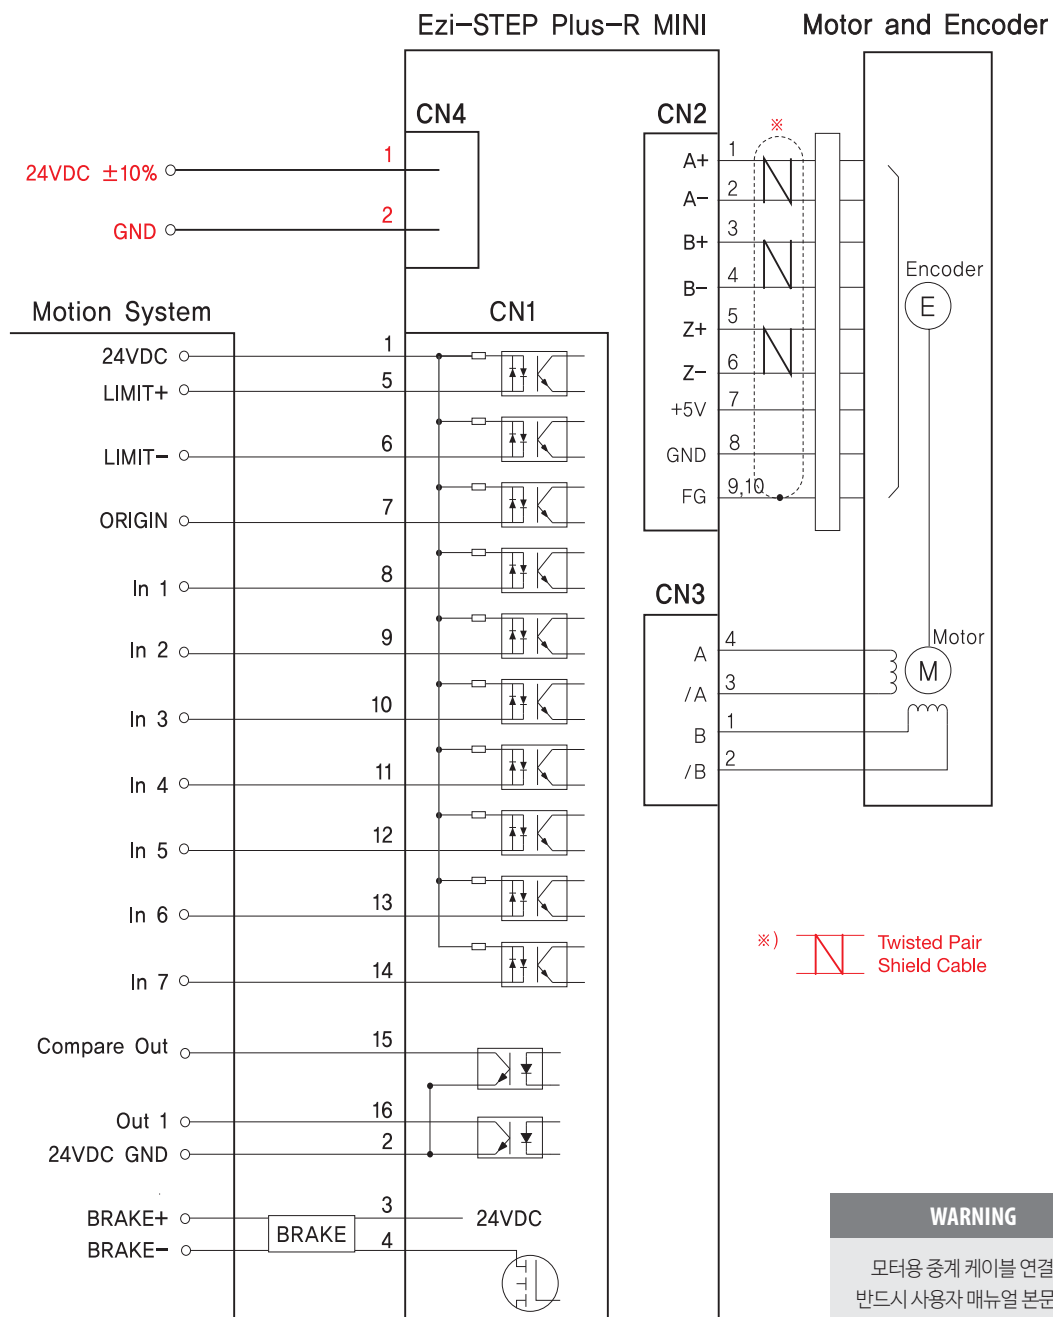 Ezi-STEP Plus-R MINI
Motor and Encoder
CN4
24VDC ±10%
1
GND
2
CN2
※
A+ 1
A- 2
B+ 3
B- 4
Z+ 5
Z- 6
+5V 7
GND 8
FG 9,10
Encoder
E
Motion System
CN1
24VDC 1
LIMIT+ 5
LIMIT- 6
ORIGIN 7
In 1 8
In 2 9
In 3 10
In 4 11
In 5 12
In 6 13
In 7 14
Compare Out 15
Out 1 16
24VDC GND 2
BRAKE+ 3 24VDC
BRAKE
BRAKE- 4
CN3
A 4
/A 3
B 1
/B 2
Motor
M
※) Twisted Pair
Shield Cable
WARNING
모터용 중계 케이블 연결
반드시 사용자 매뉴얼 본문